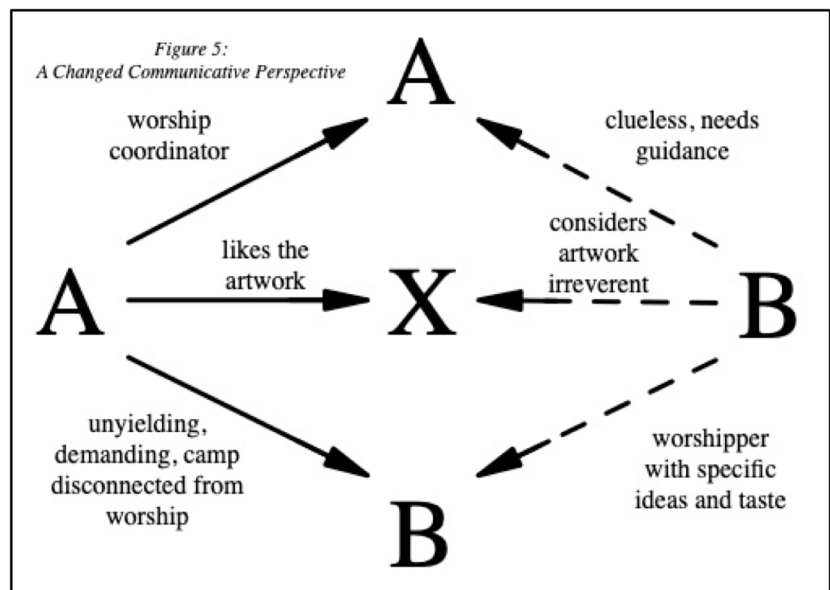 Figure 5:
A Changed Communicative Perspective
A
worship
coordinator
clueless, needs
guidance
likes the
artwork
considers
artwork
irreverent
A
X
B
unyielding,
demanding, camp
disconnected from
worship
worshipper
with specific
ideas and taste
B